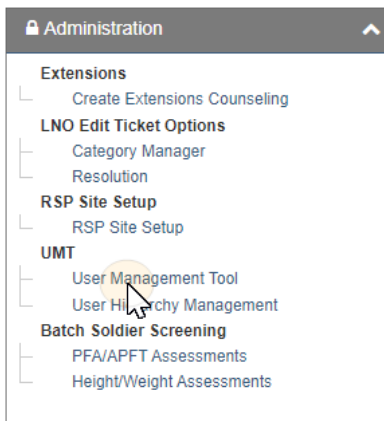 Administration
Extensions
Create Extensions Counseling
LNO Edit Ticket Options
Category Manager
Resolution
RSP Site Setup
RSP Site Setup
UMT
User Management Tool
User Hierarchy Management
Batch Soldier Screening
PFA/APFT Assessments
Height/Weight Assessments